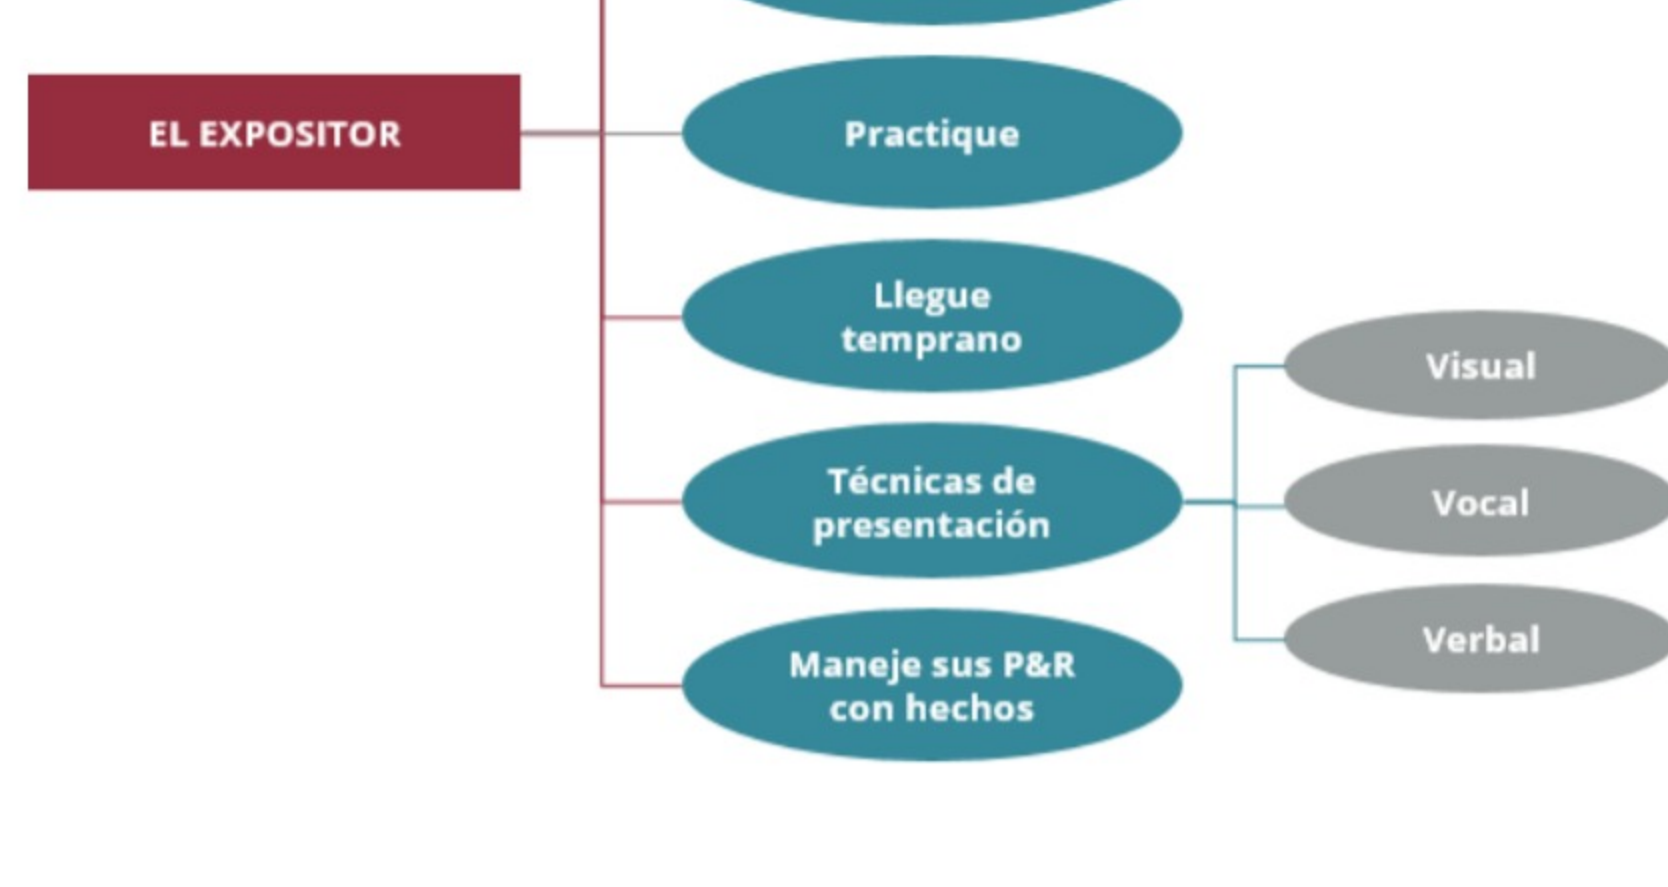 EL EXPOSITOR
Practique
Llegue
temprano
Técnicas de
presentación
Visual
Vocal
Verbal
Maneje sus P&R
con hechos